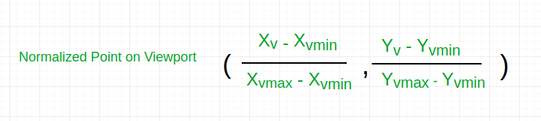 Normalized Point on Viewport ( Xv - Xvmin / Xvmax - Xvmin , Yv - Yvmin / Yvmax - Yvmin )